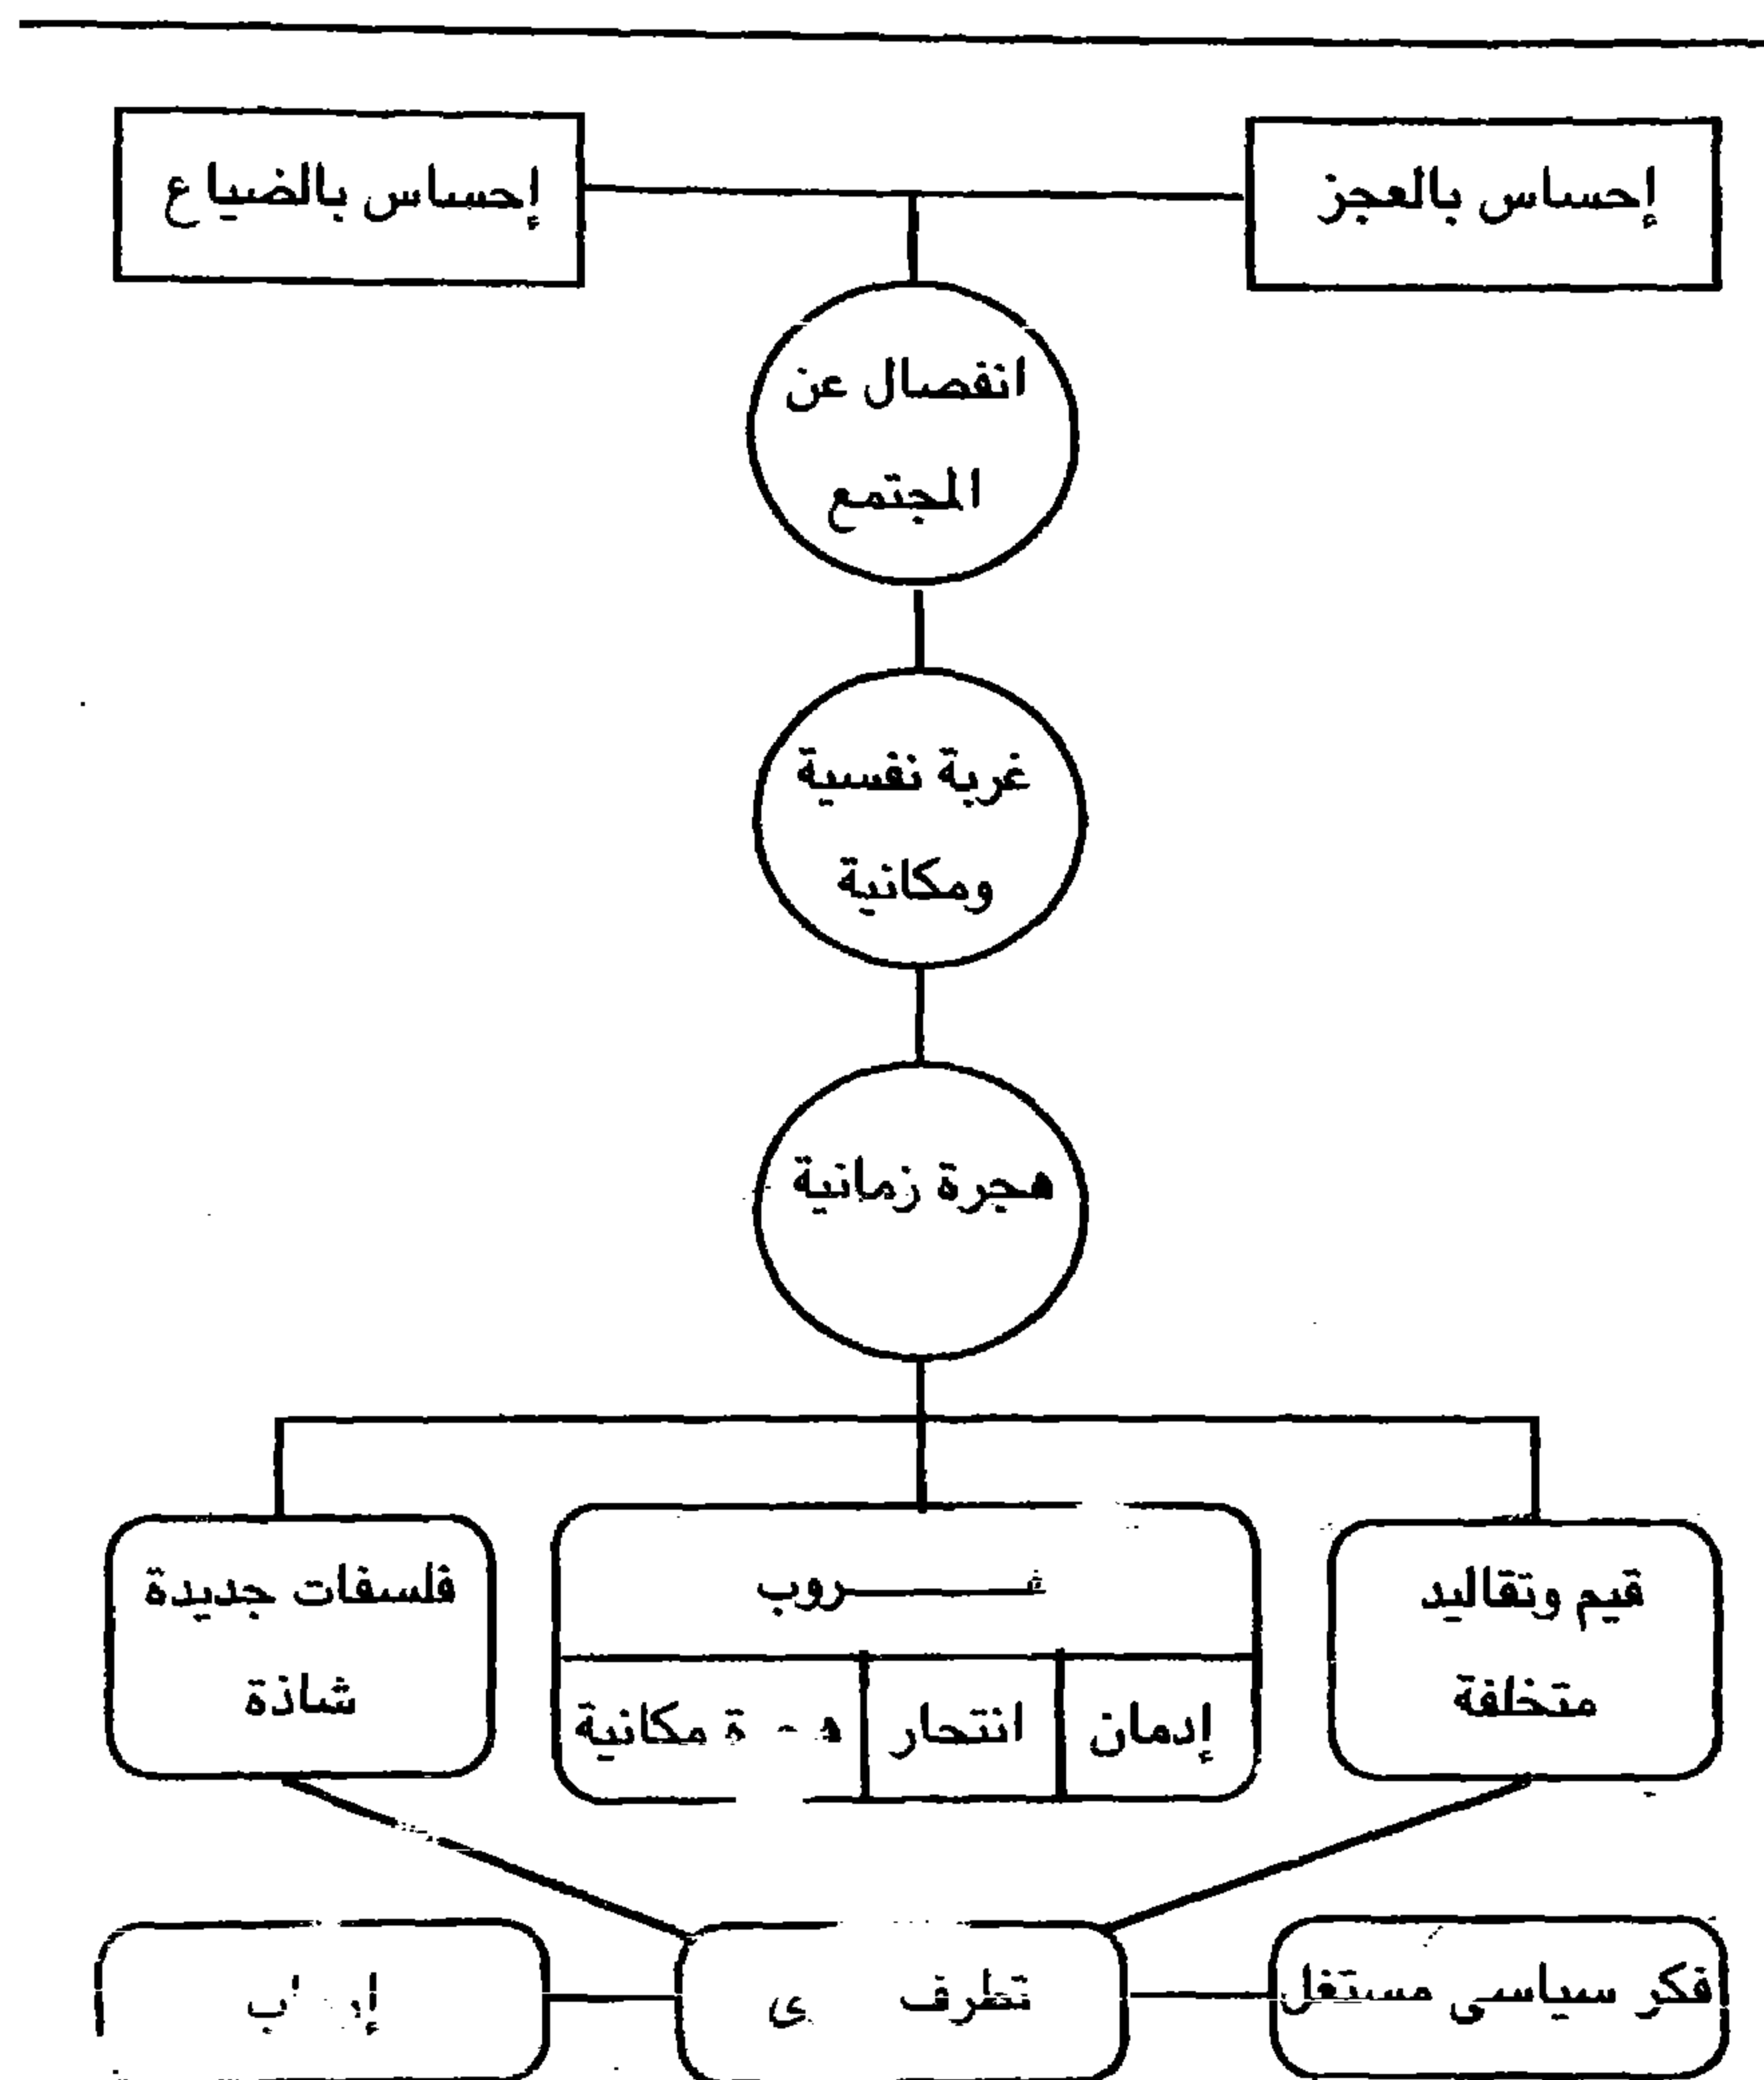 إحساس بالعجز
إحساس بالضياع
انفصال عن
المجتمع
غربة نفسية
ومكانية
هجرة زمانية
قيم وتقاليد
متخلفة
إدمان
انتحار
مكانية
فلسفات جديدة
شاذة
فكر سياسى مستغل
تطرف